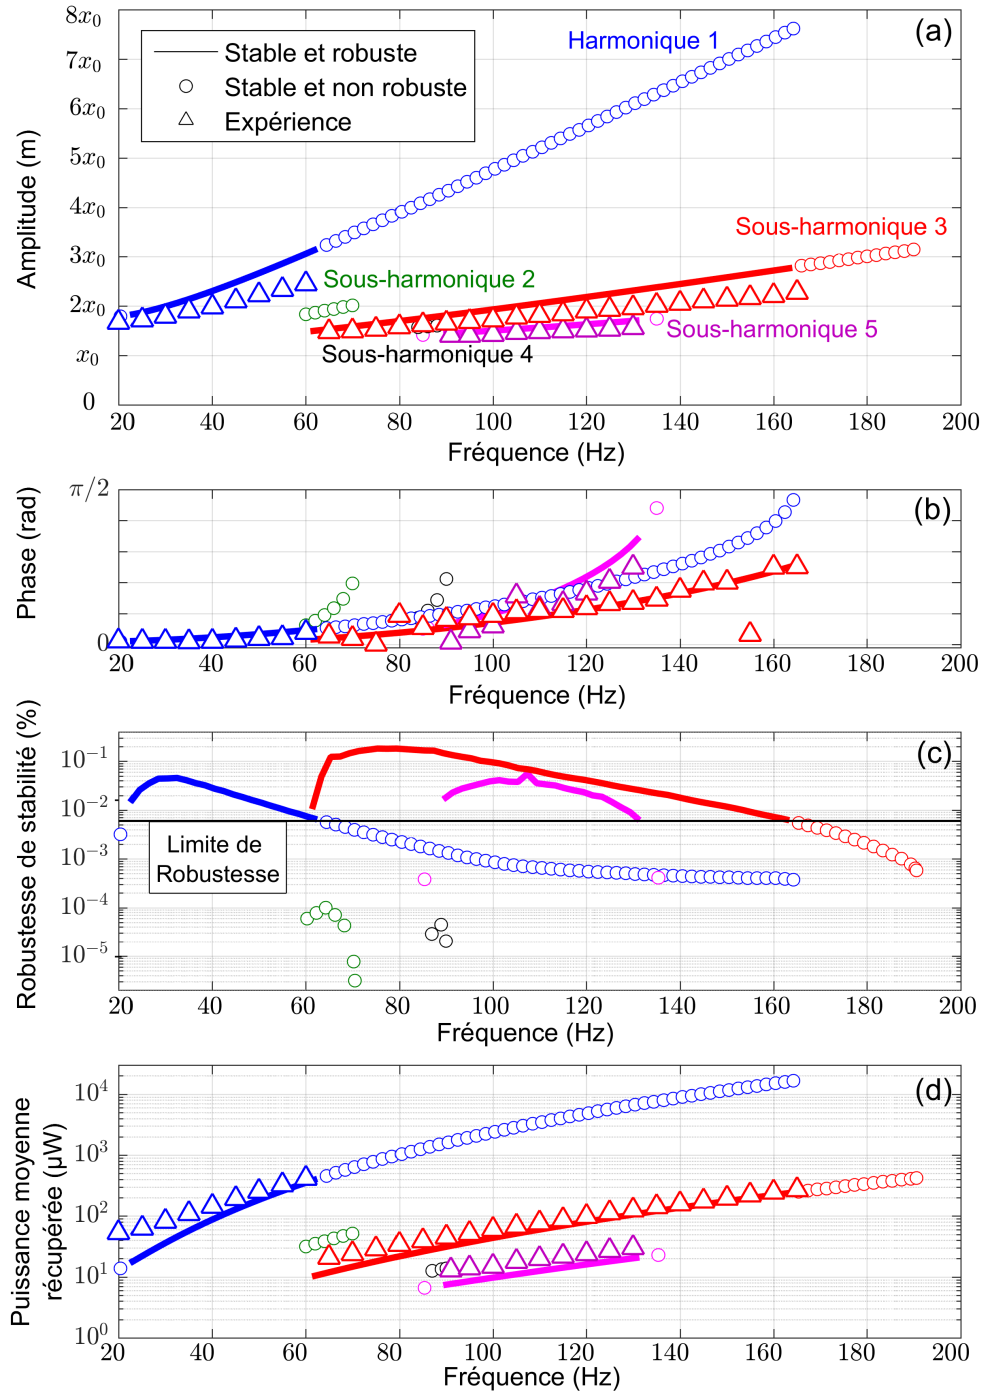 (a)
Amplitude (m)
8x₀
7x₀
6x₀
5x₀
4x₀
3x₀
2x₀
x₀
0
Stable et robuste
Stable et non robuste
Expérience
Harmonique 1
Sous-harmonique 3
Sous-harmonique 2
Sous-harmonique 5
Sous-harmonique 4
20 40 60 80 100 120 140 160 180 200
Fréquence (Hz)
(b)
Phase (rad)
π/2
0
20 40 60 80 100 120 140 160 180 200
Fréquence (Hz)
(c)
Robustesse de stabilité (%)
10⁻¹
10⁻²
10⁻³
10⁻⁴
10⁻⁵
Limite de
Robustesse
20 40 60 80 100 120 140 160 180 200
Fréquence (Hz)
(d)
Puissance moyenne
récupérée (µW)
10⁴
10³
10²
10¹
10⁰
20 40 60 80 100 120 140 160 180 200
Fréquence (Hz)